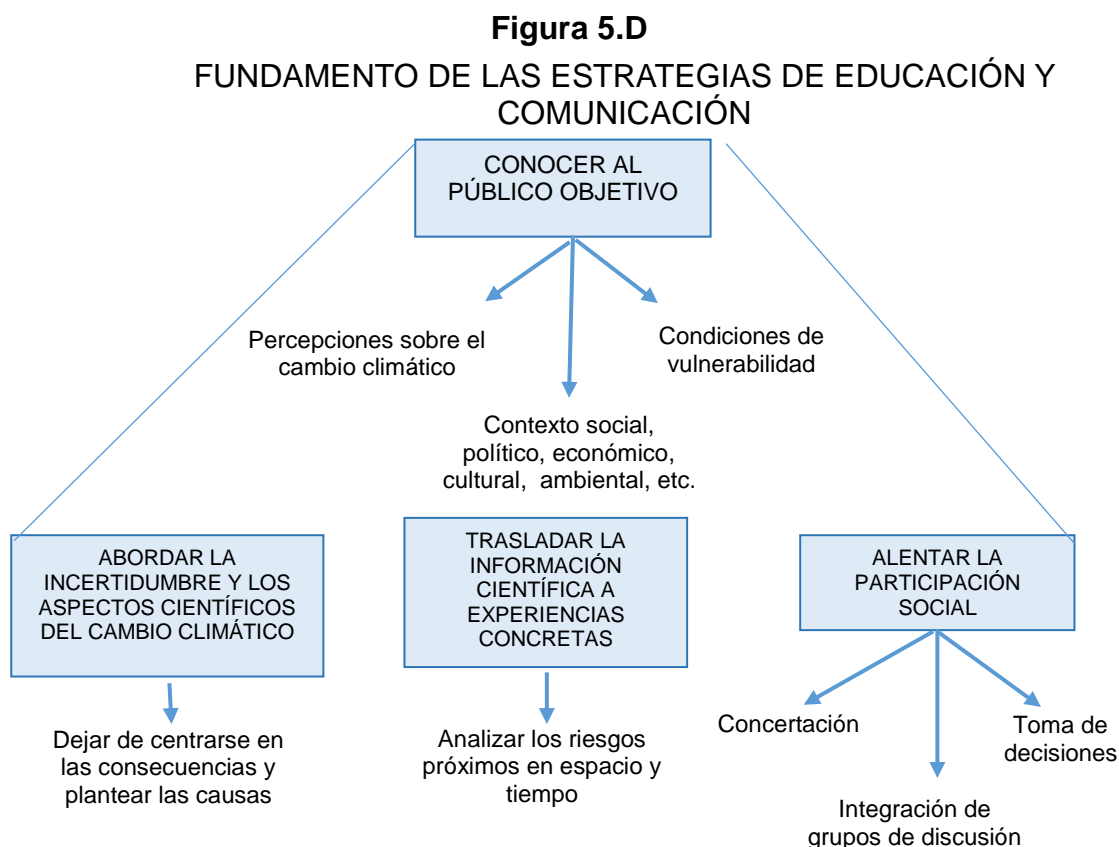 Figura 5.D
FUNDAMENTO DE LAS ESTRATEGIAS DE EDUCACIÓN Y
COMUNICACIÓN
CONOCER AL
PÚBLICO OBJETIVO
Percepciones sobre el
cambio climático
Condiciones de
vulnerabilidad
Contexto social,
político, económico,
cultural, ambiental, etc.
ABORDAR LA
INCERTIDUMBRE Y LOS
ASPECTOS CIENTÍFICOS
DEL CAMBIO CLIMÁTICO
TRASLADAR LA
INFORMACIÓN
CIENTÍFICA A
EXPERIENCIAS
CONCRETAS
ALENTAR LA
PARTICIPACIÓN
SOCIAL
Dejar de centrarse en
las consecuencias y
plantear las causas
Analizar los riesgos
próximos en espacio y
tiempo
Concertación
Toma de
decisiones
Integración de
grupos de discusión